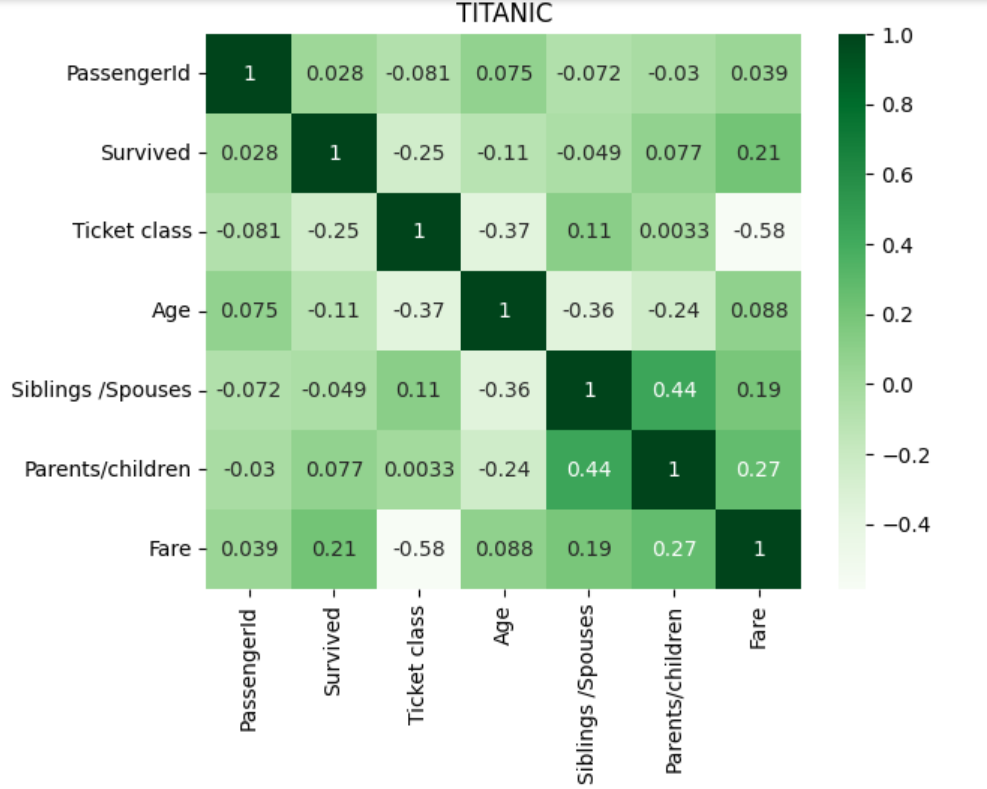 TITANIC
PassengerId 1 0.028 -0.081 0.075 -0.072 -0.03 0.039
Survived 0.028 1 -0.25 -0.11 -0.049 0.077 0.21
Ticket class -0.081 -0.25 1 -0.37 0.11 0.0033 -0.58
Age 0.075 -0.11 -0.37 1 -0.36 -0.24 0.088
Siblings /Spouses -0.072 -0.049 0.11 -0.36 1 0.44 0.19
Parents/children -0.03 0.077 0.0033 -0.24 0.44 1 0.27
Fare 0.039 0.21 -0.58 0.088 0.19 0.27 1
PassengerId
Survived
Ticket class
Age
Siblings /Spouses
Parents/children
Fare
1.0
0.8
0.6
0.4
0.2
0.0
−0.2
−0.4